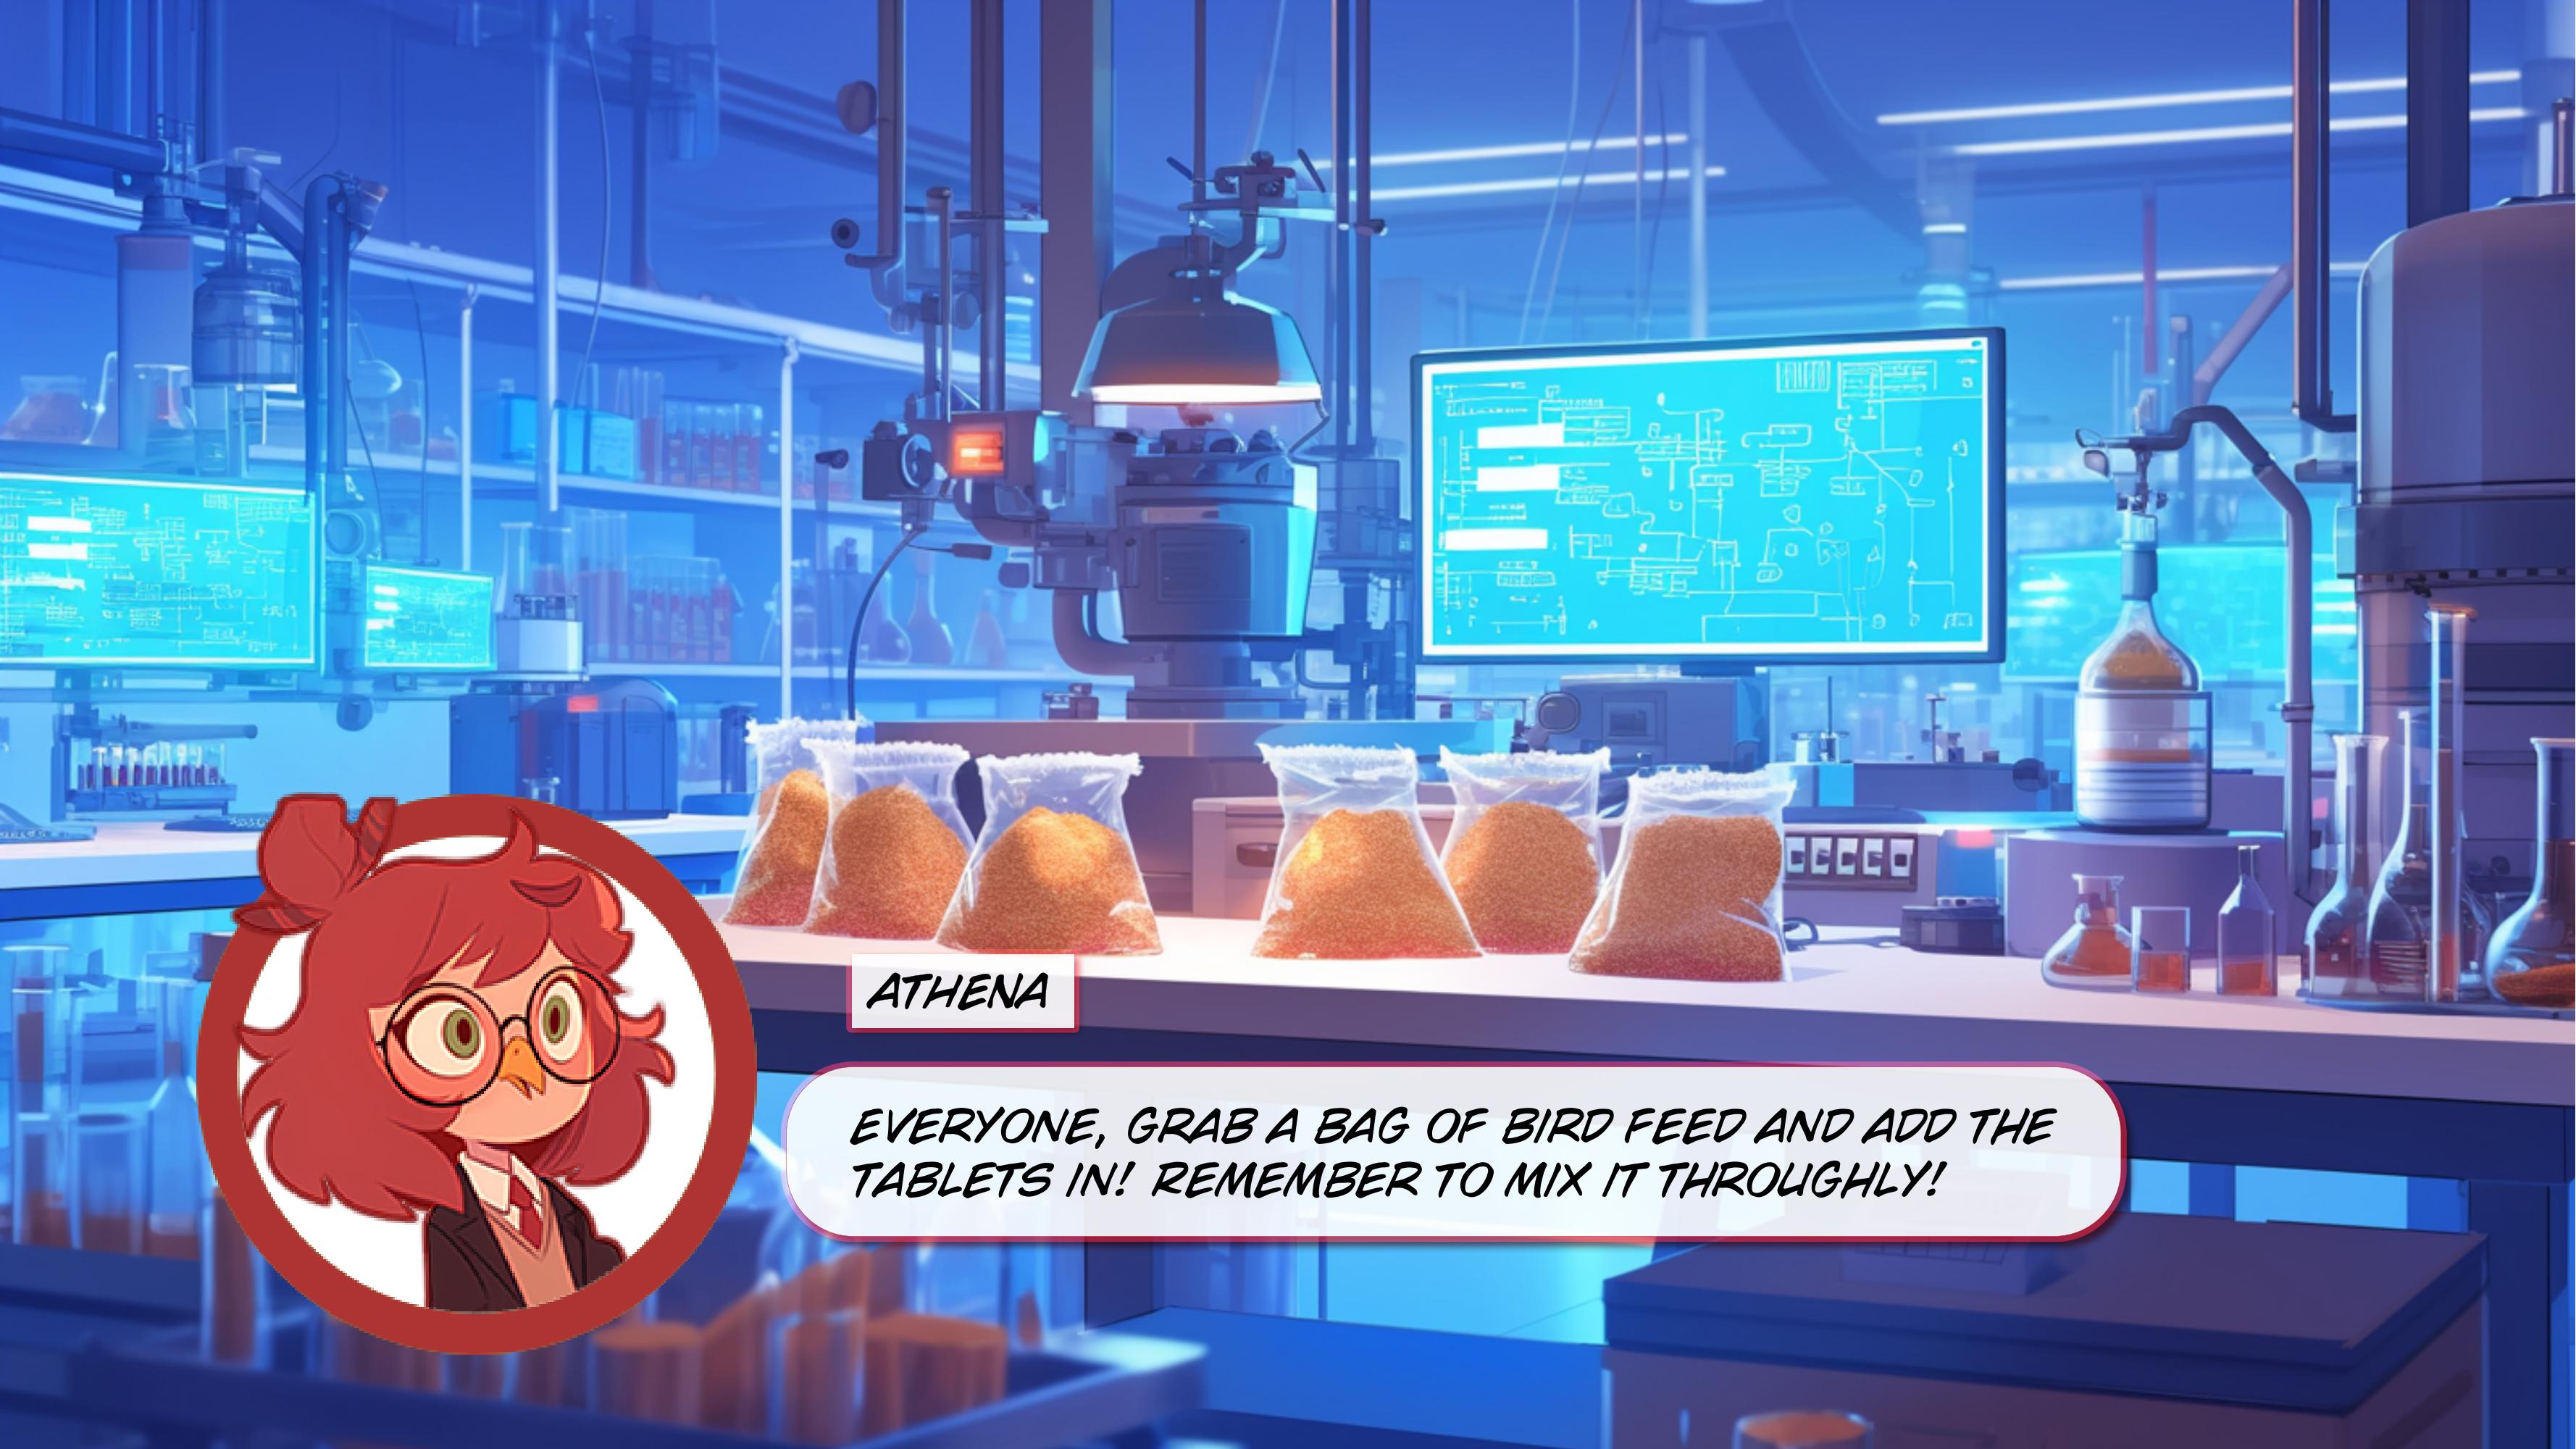 ATHENA
EVERYONE, GRAB A BAG OF BIRD FEED AND ADD THE
TABLETS IN! REMEMBER TO MIX IT THROUGHLY!